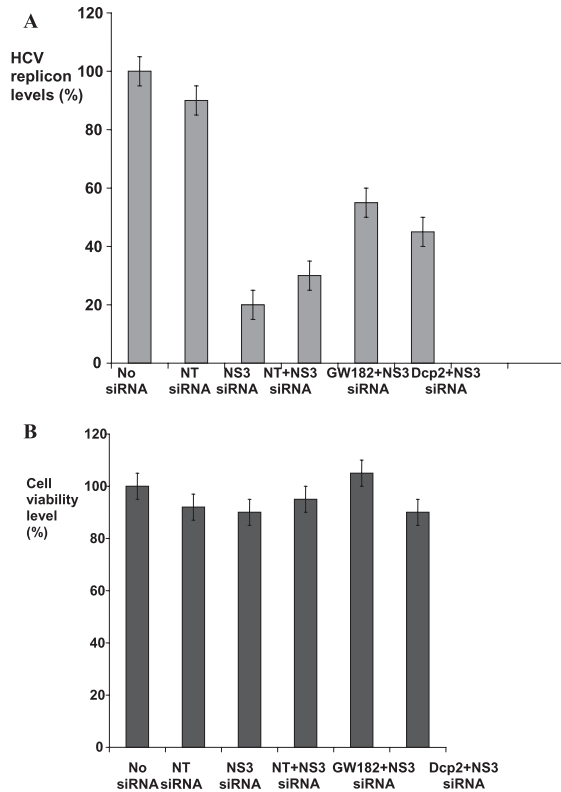 A
HCV
replicon
levels (%)
120
100
80
60
40
20
0
No NT NS3 NT+NS3 GW182+NS3 Dcp2+NS3
siRNA siRNA siRNA siRNA siRNA siRNA
B
Cell
viability
level
(%)
120
100
80
60
40
20
0
No NT NS3 NT+NS3 GW182+NS3 Dcp2+NS3
siRNA siRNA siRNA siRNA siRNA siRNA